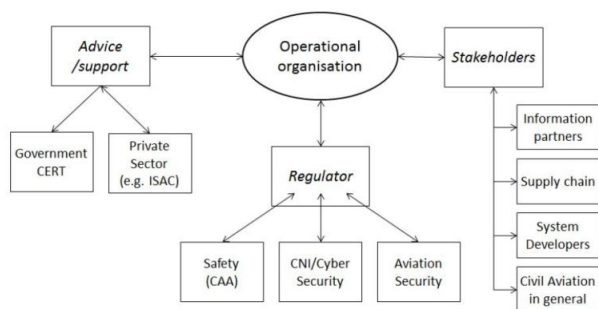 Advice
/support
Operational
organisation
Stakeholders
Government
CERT
Private
Sector
(e.g. ISAC)
Regulator
Safety
(CAA)
CNI/Cyber
Security
Aviation
Security
Information
partners
Supply chain
System
Developers
Civil Aviation
in general